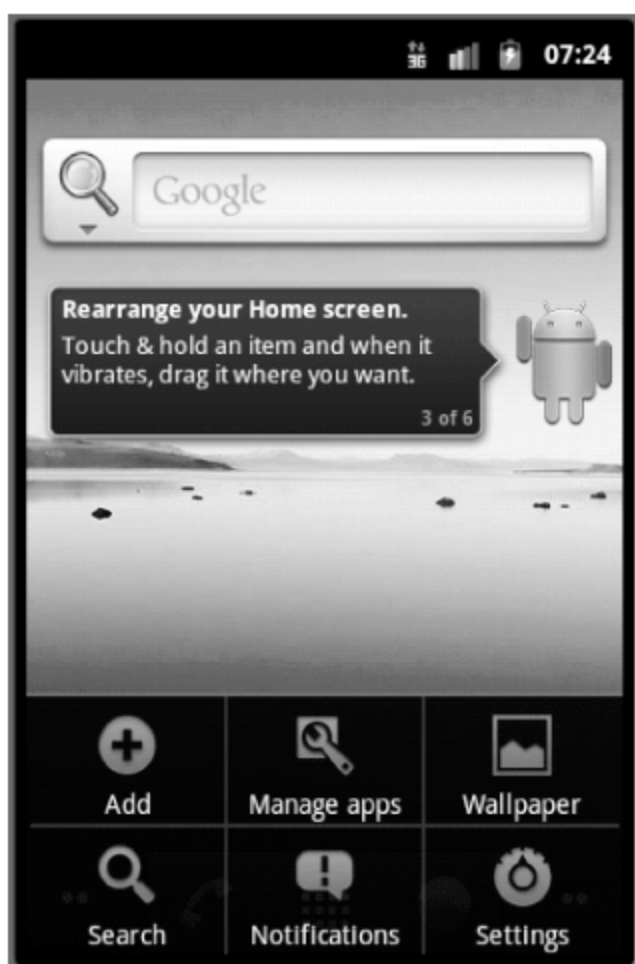 3G 07:24
Google
Rearrange your Home screen.
Touch & hold an item and when it
vibrates, drag it where you want.
3 of 6
Add Manage apps Wallpaper
Search Notifications Settings